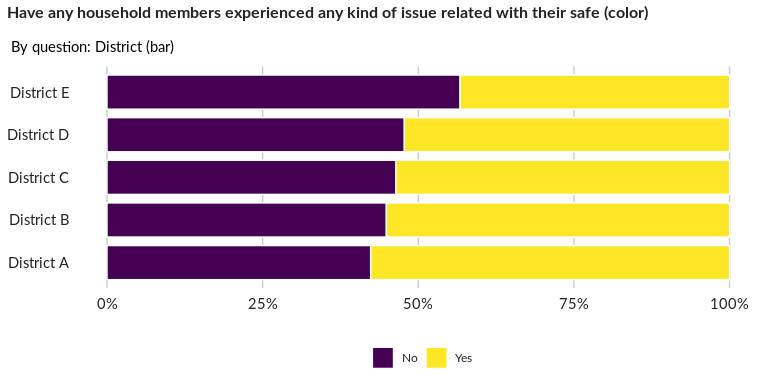 Have any household members experienced any kind of issue related with their safe (color)
By question: District (bar)
District E
District D
District C
District B
District A
0% 25% 50% 75% 100%
No Yes